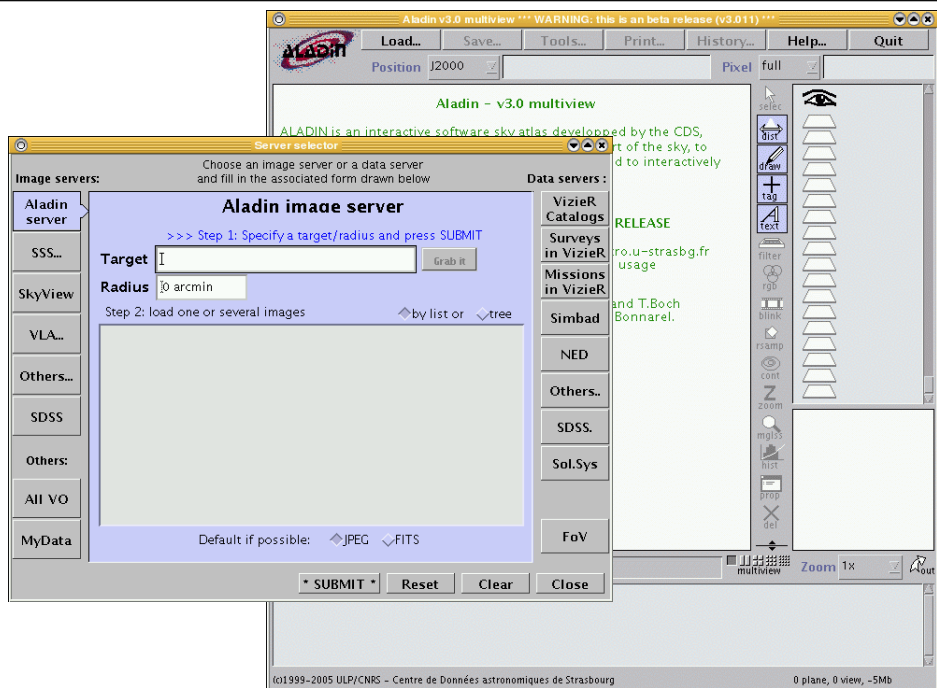 Aladin v3.0 multiview *** WARNING: this is an beta release (v3.011) ***
ALADIN
Load... Save... Tools... Print... History... Help... Quit
Position J2000 Pixel full
Aladin - v3.0 multiview
ALADIN is an interactive software sky atlas developped by the CDS,
rt of the sky, to
d to interactively
RELEASE
tro.u-strasbg.fr
usage
and T.Boch
Bonnarel.
selec
dist
draw
tag
text
filter
rgb
blink
rsamp
cont
zoom
mglss
hist
prop
del
multiview Zoom 1x out
(c)1999-2005 ULP/CNRS - Centre de Données astronomiques de Strasbourg 0 plane, 0 view, -5Mb
Server selector
Choose an image server or a data server
and fill in the associated form drawn below
Image servers:
Aladin
server
SSS...
SkyView
VLA...
Others...
SDSS
Others:
All VO
MyData
Aladin image server
>>> Step 1: Specify a target/radius and press SUBMIT
Target Grab it
Radius 10 arcmin
Step 2: load one or several images by list or tree
Default if possible: JPEG FITS
Data servers :
VizieR
Catalogs
Surveys
in VizieR
Missions
in VizieR
Simbad
NED
Others..
SDSS.
Sol.Sys
FoV
* SUBMIT * Reset Clear Close